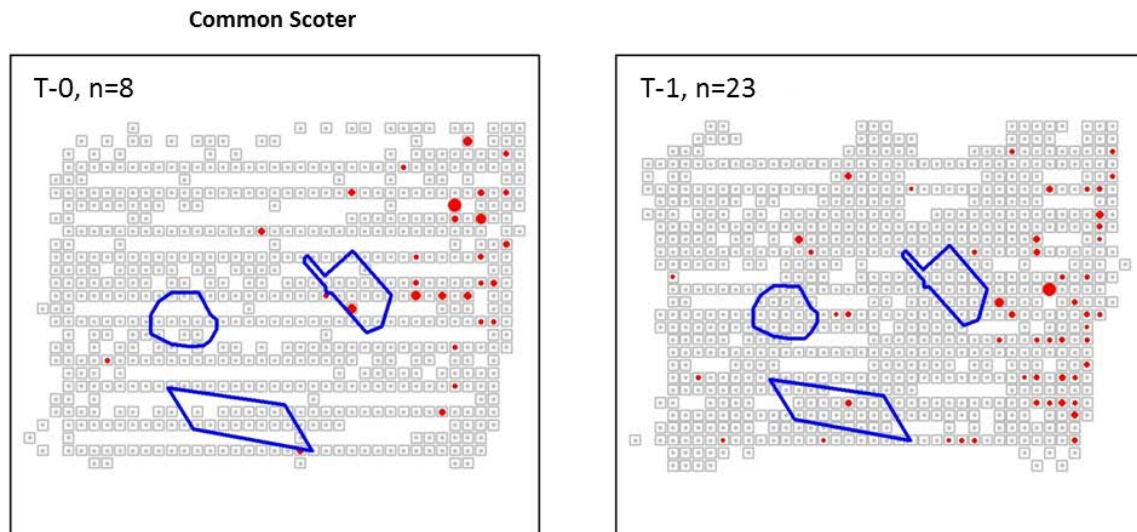 Common Scoter
T-0, n=8
T-1, n=23